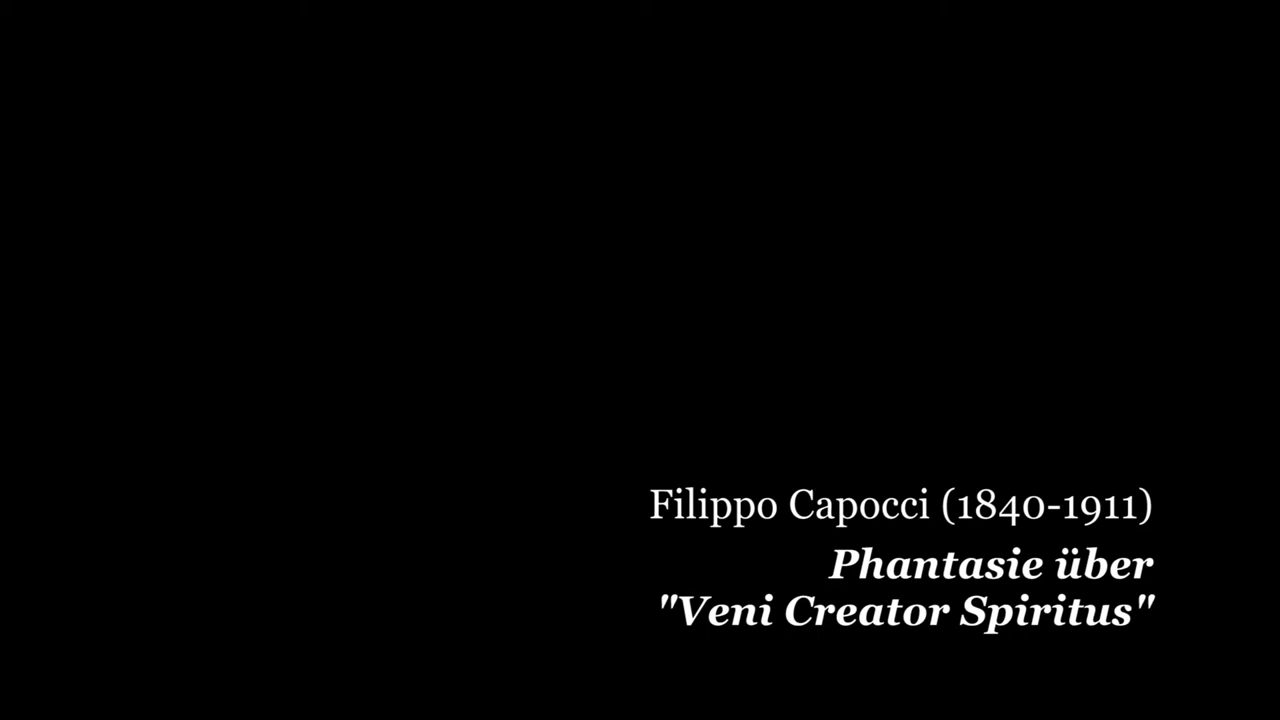 Filippo Capocci (1840-1911)
Phantasie über
"Veni Creator Spiritus"